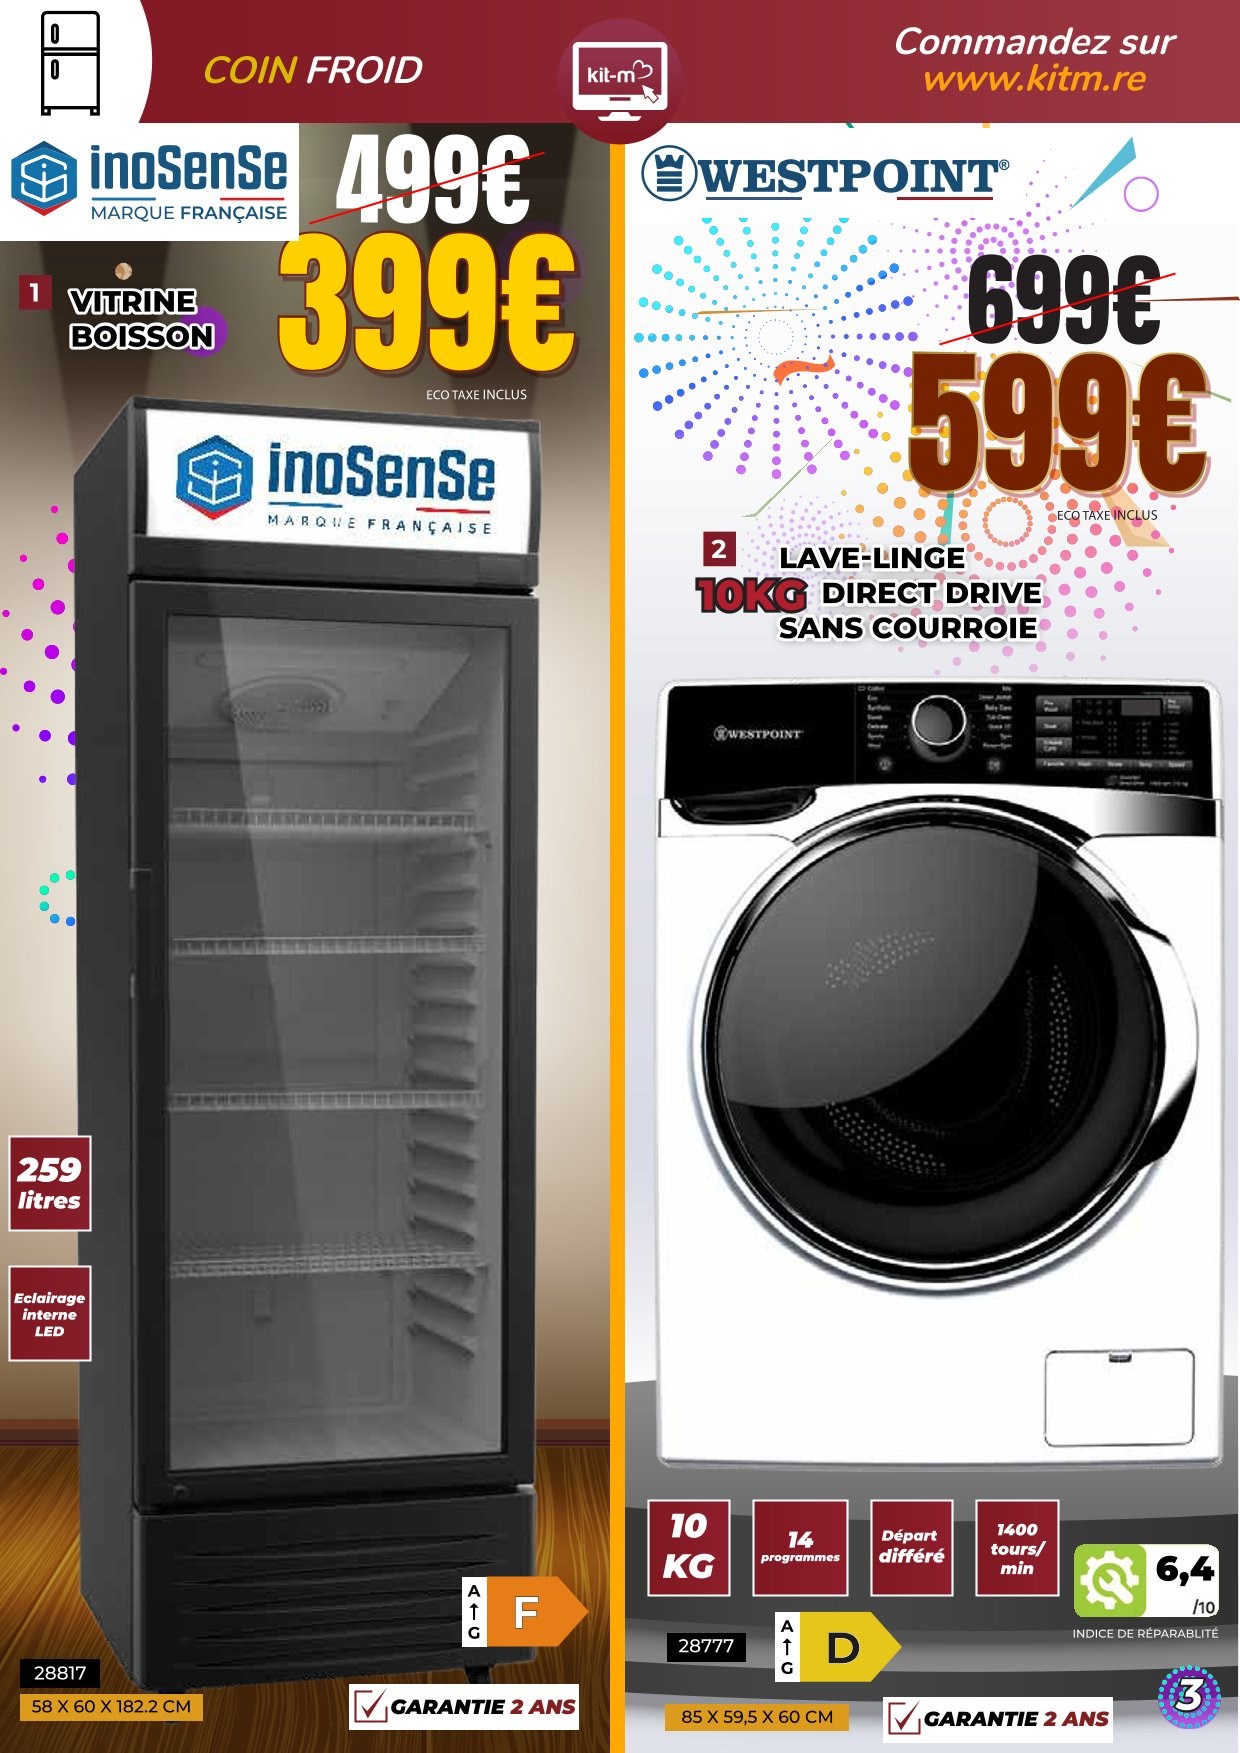 COIN FROID
kit-m
Commandez sur
www.kitm.re
inoSenSe
MARQUE FRANÇAISE
499€
399€
ECO TAXE INCLUS
1
VITRINE
BOISSON
inoSenSe
MARQUE FRANÇAISE
259
litres
Eclairage
interne
LED
A
G
F
28817
58 X 60 X 182.2 CM
GARANTIE 2 ANS
WESTPOINT®
699€
599€
ECO TAXE INCLUS
2
LAVE-LINGE
10KG DIRECT DRIVE
SANS COURROIE
WESTPOINT
10
KG
14
programmes
Départ
différé
1400
tours/
min
6,4
/10
INDICE DE RÉPARABLITÉ
28777
A
G
D
85 X 59,5 X 60 CM
GARANTIE 2 ANS
3